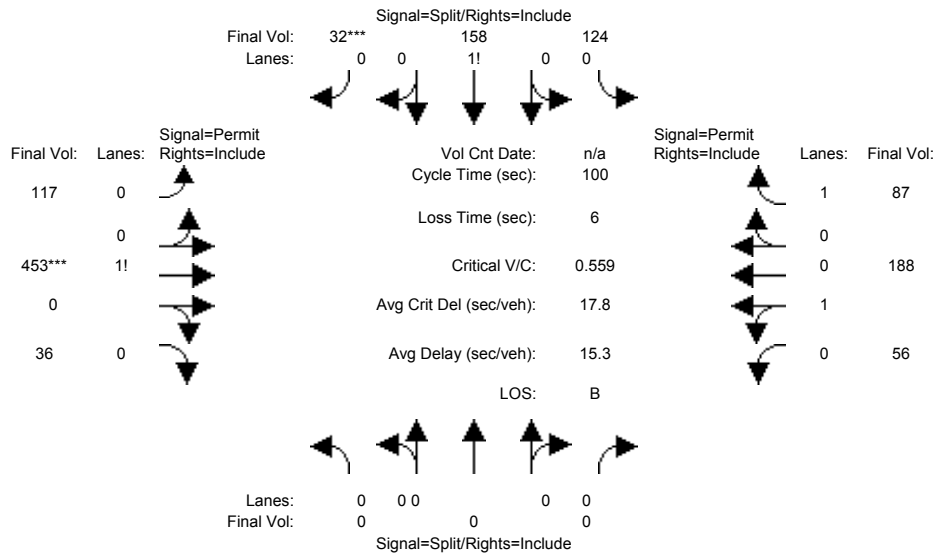 Signal=Split/Rights=Include
Final Vol: 32*** 158 124
Lanes: 0 0 1! 0 0
Signal=Permit Signal=Permit
Final Vol: Lanes: Rights=Include Vol Cnt Date: n/a Rights=Include Lanes: Final Vol:
Cycle Time (sec): 100
117 0 1 87
Loss Time (sec): 6
0 0
453*** 1! Critical V/C: 0.559 0 188
0 Avg Crit Del (sec/veh): 17.8 1
36 0 Avg Delay (sec/veh): 15.3 0 56
LOS: B
Lanes: 0 0 0 0 0
Final Vol: 0 0 0
Signal=Split/Rights=Include